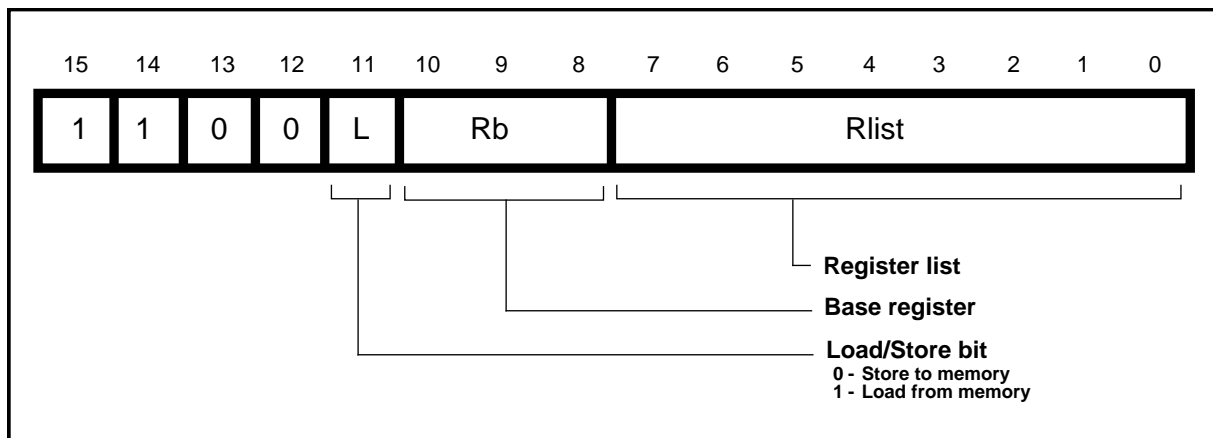 15 14 13 12 11 10 9 8 7 6 5 4 3 2 1 0
1 1 0 0 L Rb Rlist
Register list
Base register
Load/Store bit
0 - Store to memory
1 - Load from memory